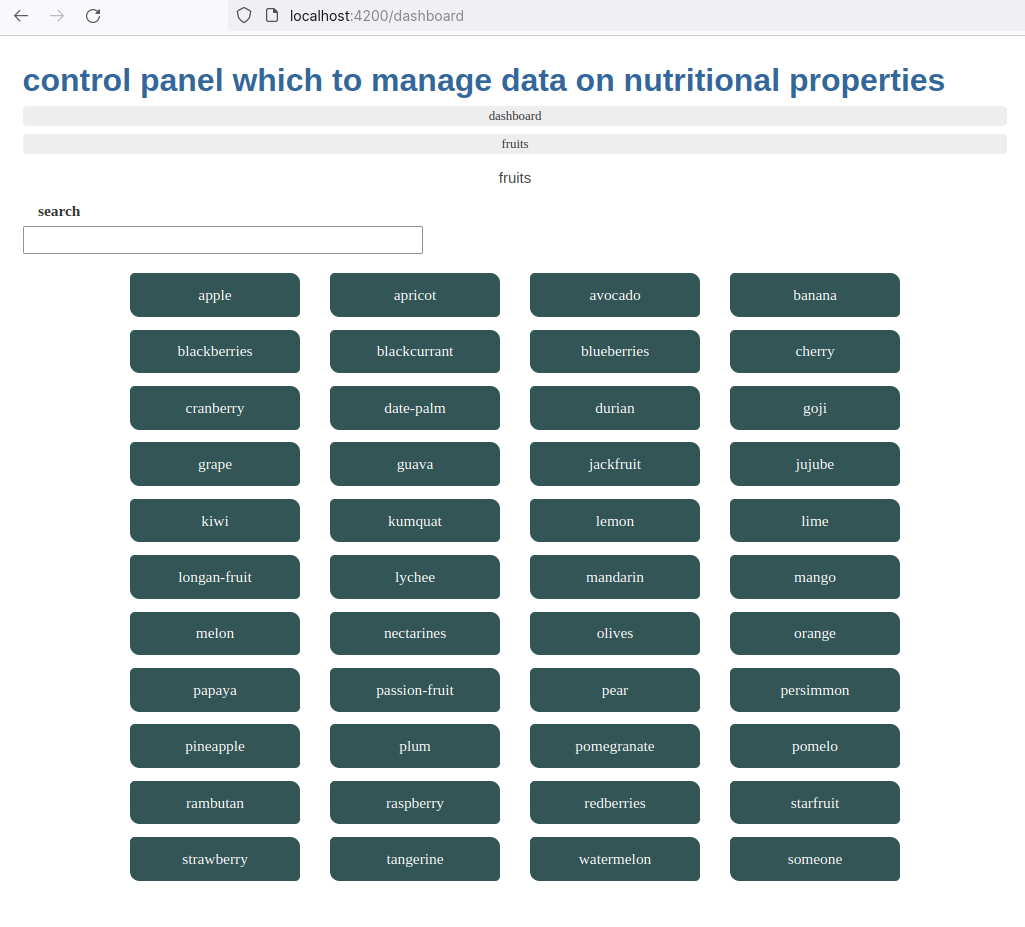 localhost:4200/dashboard
control panel which to manage data on nutritional properties
dashboard
fruits
fruits
search
apple apricot avocado banana
blackberries blackcurrant blueberries cherry
cranberry date-palm durian goji
grape guava jackfruit jujube
kiwi kumquat lemon lime
longan-fruit lychee mandarin mango
melon nectarines olives orange
papaya passion-fruit pear persimmon
pineapple plum pomegranate pomelo
rambutan raspberry redberries starfruit
strawberry tangerine watermelon someone